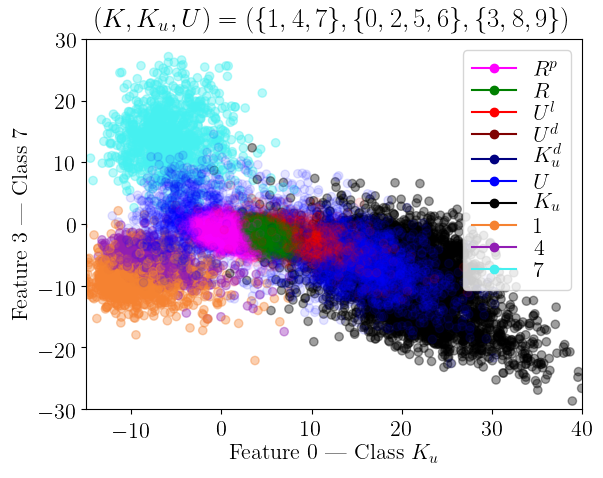 (K, K_u, U) = ({1, 4, 7}, {0, 2, 5, 6}, {3, 8, 9})
30
20
10
0
−10
−20
−30
Feature 3 — Class 7
R^p
R
U^l
U^d
K_u^d
U
K_u
1
4
7
−10
0
10
20
30
40
Feature 0 — Class K_u